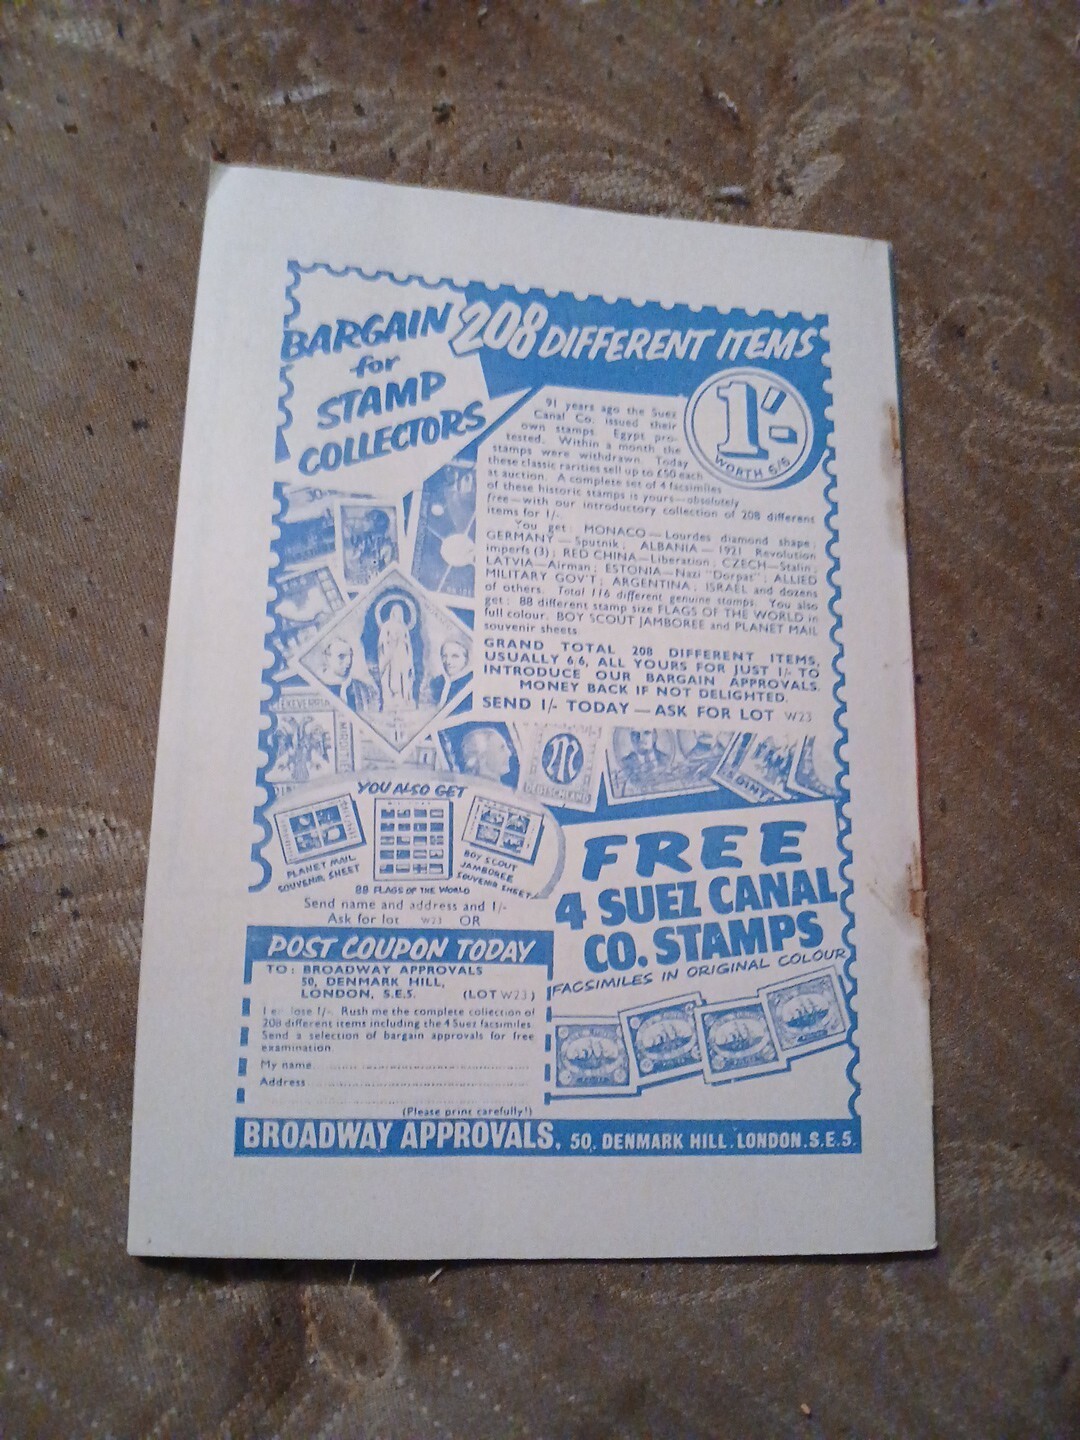 BARGAIN
for
STAMP
COLLECTORS
208 DIFFERENT ITEMS
1/-
WORTH 6/6
91 years ago the Suez
Canal Co. issued their
own stamps. Egypt pro-
tested. Within a month the
stamps were withdrawn. Today
these classic rarities sell up to £50 each
at auction. A complete set of 4 facsimiles
of these historic stamps is yours—absolutely
free—with our introductory collection of 208 different
items for 1/-.
You get: MONACO—Lourdes diamond shape;
GERMANY—Sputnik; ALBANIA—1921 Revolution
imperfs (3); RED CHINA—Liberation; CZECH—Stalin;
LATVIA—Airman; ESTONIA—Nazi "Dorpat"; ALLIED
MILITARY GOV'T; ARGENTINA; ISRAEL and dozens
of others. Total 116 different genuine stamps. You also
get: 88 different stamp size FLAGS OF THE WORLD in
full colour. BOY SCOUT JAMBOREE and PLANET MAIL
souvenir sheets
GRAND TOTAL 208 DIFFERENT ITEMS,
USUALLY 6/6, ALL YOURS FOR JUST 1/- TO
INTRODUCE OUR BARGAIN APPROVALS.
MONEY BACK IF NOT DELIGHTED.
SEND 1/- TODAY—ASK FOR LOT W23
30
MIRDITIES
DEUTSCHLAND
YOU ALSO GET
PLANET MAIL
SOUVENIR SHEET
88 FLAGS OF THE WORLD
BOY SCOUT
JAMBOREE
SOUVENIR SHEET
Send name and address and 1/-
Ask for lot W23 OR
POST COUPON TODAY
TO: BROADWAY APPROVALS
50, DENMARK HILL,
LONDON, S.E.5. (LOT W23)
I enclose 1/-. Rush me the complete collection of
208 different items including the 4 Suez facsimiles.
Send a selection of bargain approvals for free
examination.
My name
Address
(Please print carefully!)
FREE
4 SUEZ CANAL
CO. STAMPS
FACSIMILES IN ORIGINAL COLOUR
BROADWAY APPROVALS, 50, DENMARK HILL. LONDON. S.E.5.